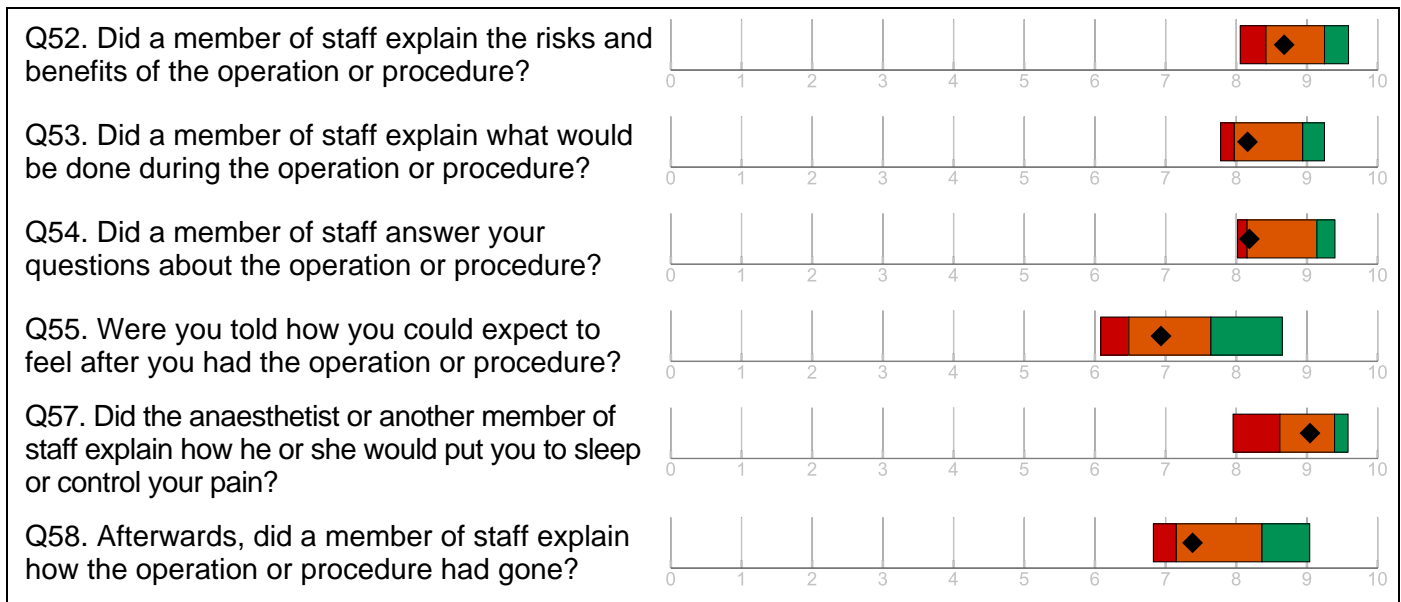 Q52. Did a member of staff explain the risks and
benefits of the operation or procedure?
0 1 2 3 4 5 6 7 8 9 10
Q53. Did a member of staff explain what would
be done during the operation or procedure?
0 1 2 3 4 5 6 7 8 9 10
Q54. Did a member of staff answer your
questions about the operation or procedure?
0 1 2 3 4 5 6 7 8 9 10
Q55. Were you told how you could expect to
feel after you had the operation or procedure?
0 1 2 3 4 5 6 7 8 9 10
Q57. Did the anaesthetist or another member of
staff explain how he or she would put you to sleep
or control your pain?
0 1 2 3 4 5 6 7 8 9 10
Q58. Afterwards, did a member of staff explain
how the operation or procedure had gone?
0 1 2 3 4 5 6 7 8 9 10